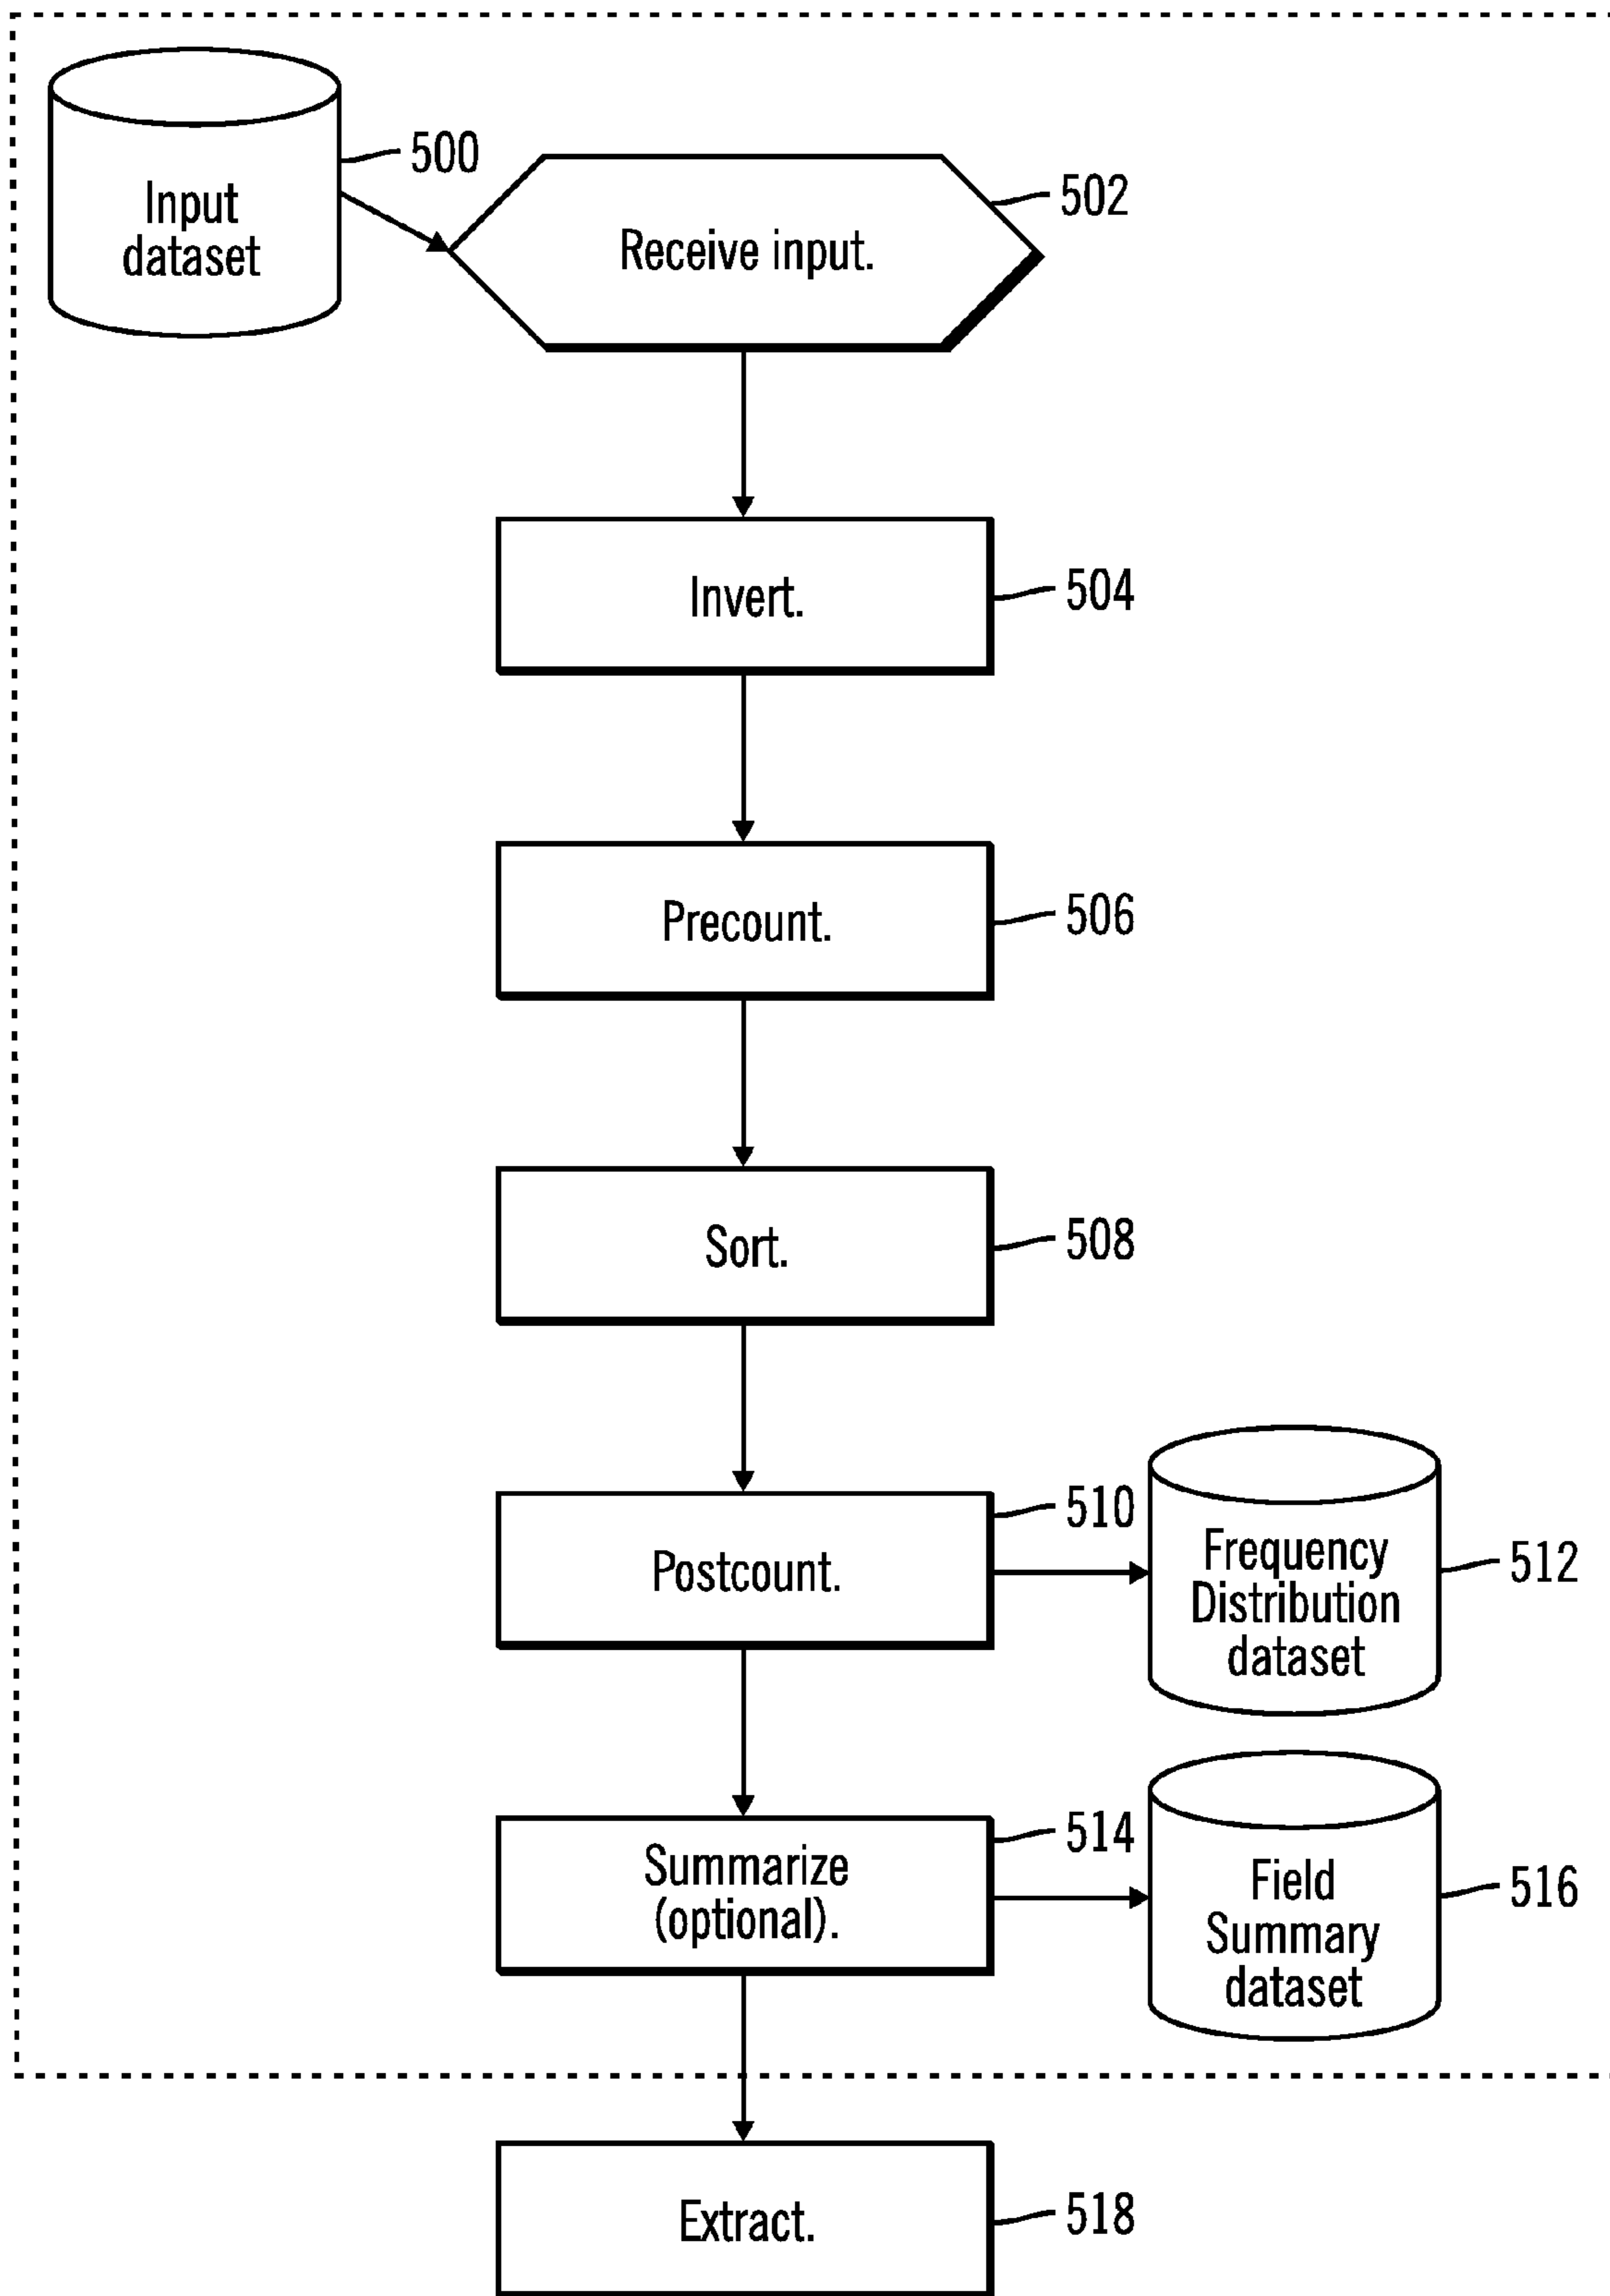 500
Input
dataset
502
Receive input.
Invert.
504
Precount.
506
Sort.
508
510
Postcount.
Frequency
Distribution
dataset
512
514
Summarize
(optional).
Field
Summary
dataset
516
Extract.
518